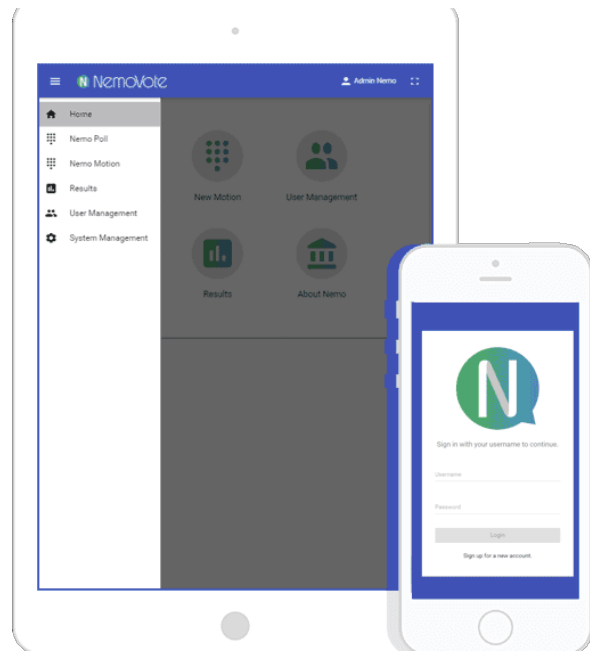 NemoVote
Admin Nemo
Home
Nemo Poll
Nemo Motion
Results
User Management
System Management
New Motion
User Management
Results
About Nemo
N
Sign in with your username to continue.
Username
Password
Login
Sign up for a new account